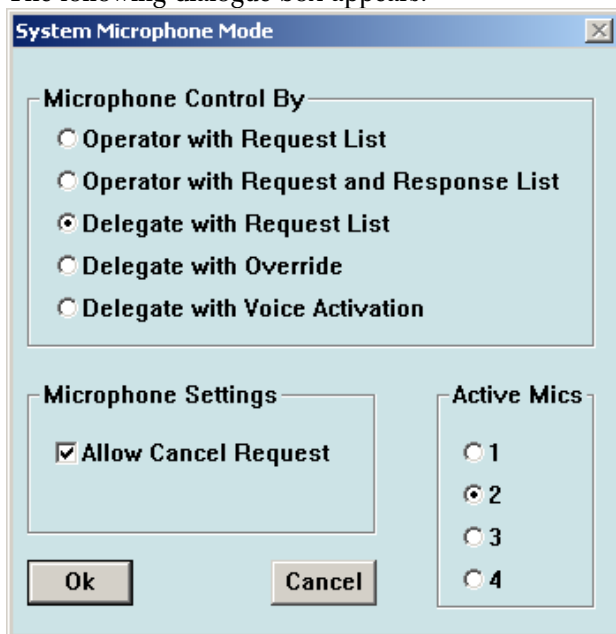 The following dialogue box appears:
System Microphone Mode
Microphone Control By
Operator with Request List
Operator with Request and Response List
Delegate with Request List
Delegate with Override
Delegate with Voice Activation
Microphone Settings
Allow Cancel Request
Active Mics
1
2
3
4
Ok
Cancel